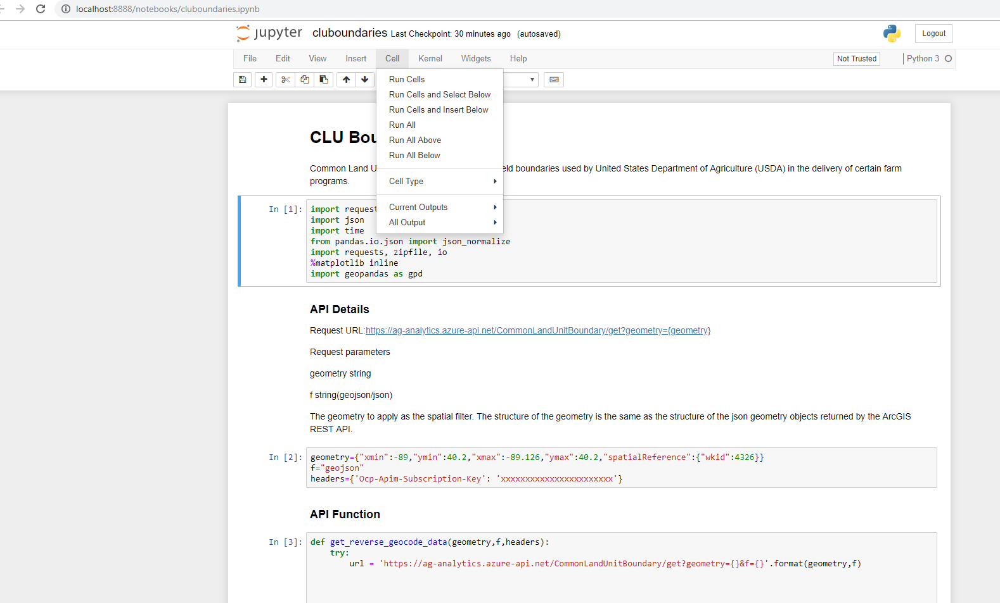 localhost:8888/notebooks/cluboundaries.ipynb
jupyter cluboundaries Last Checkpoint: 30 minutes ago (autosaved)
Logout
File Edit View Insert Cell Kernel Widgets Help
Not Trusted
Python 3
Run Cells
Run Cells and Select Below
Run Cells and Insert Below
Run All
Run All Above
Run All Below
Cell Type
Current Outputs
All Output
CLU Bou
Common Land U eld boundaries used by United States Department of Agriculture (USDA) in the delivery of certain farm
programs.
In [1]:
import request
import json
import time
from pandas.io.json import json_normalize
import requests, zipfile, io
%matplotlib inline
import geopandas as gpd
API Details
Request URL:https://ag-analytics.azure-api.net/CommonLandUnitBoundary/get?geometry={geometry}
Request parameters
geometry string
f string(geojson/json)
The geometry to apply as the spatial filter. The structure of the geometry is the same as the structure of the json geometry objects returned by the ArcGIS
REST API.
In [2]:
geometry={"xmin":-89,"ymin":40.2,"xmax":-89.126,"ymax":40.2,"spatialReference":{"wkid":4326}}
f="geojson"
headers={'Ocp-Apim-Subscription-Key': 'xxxxxxxxxxxxxxxxxxxxxxx'}
API Function
In [3]:
def get_reverse_geocode_data(geometry,f,headers):
try:
url = 'https://ag-analytics.azure-api.net/CommonLandUnitBoundary/get?geometry={}&f={}'.format(geometry,f)